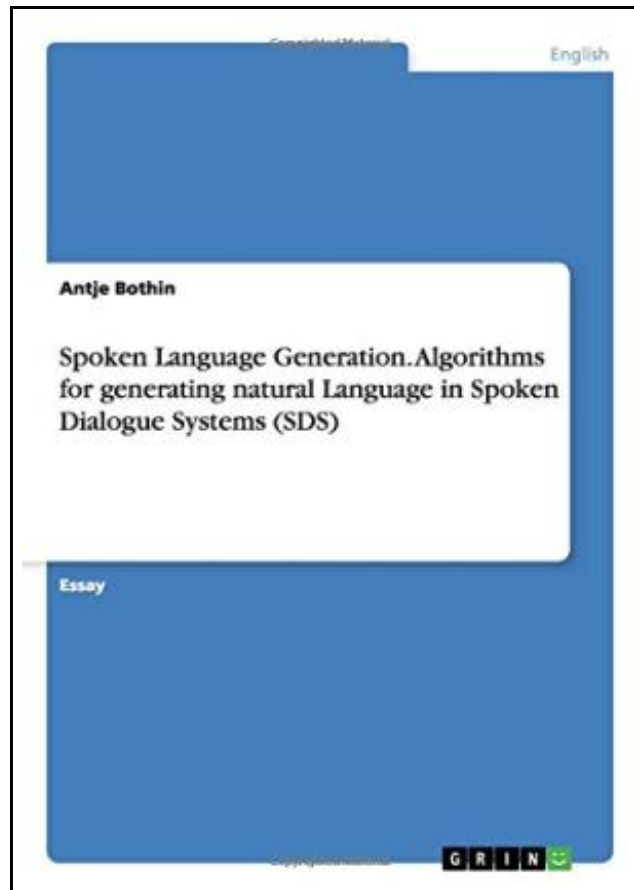 English
Antje Bothin
Spoken Language Generation. Algorithms
for generating natural Language in Spoken
Dialogue Systems (SDS)
Essay
GRIN